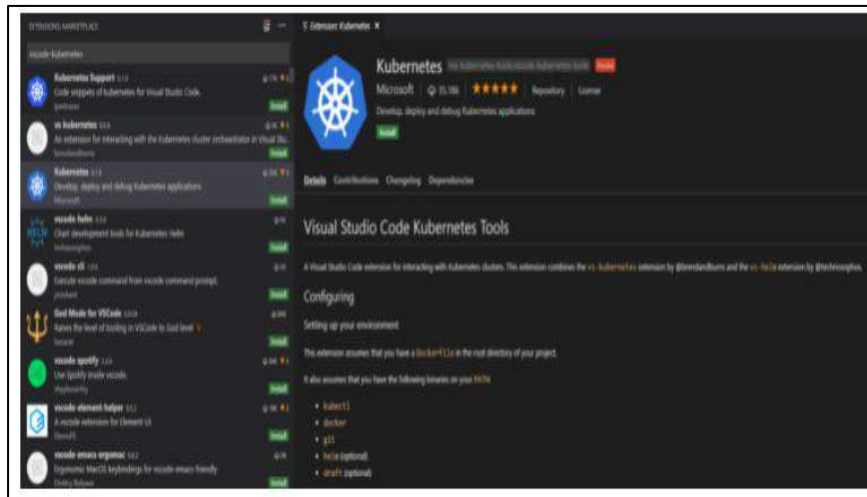 EXTENSIONS: MARKETPLACE
vscode-kubernetes
Kubernetes Support
Code snippets of kubernetes for Visual Studio Code.
Install
vs-kubernetes
An extension for interacting with the Kubernetes cluster orchestrator in Visual Stu...
brendandburns
Install
Kubernetes
Develop, deploy and debug Kubernetes applications
Microsoft
Install
HELM
vscode-helm
Chart development tools for Kubernetes Helm
technosophos
Install
vscode-cli
Execute vscode command from vscode command prompt.
Install
God Mode for VSCode
Raises the level of tooling in VSCode to God level
Install
vscode-spotify
Use Spotify inside vscode.
Install
vscode-element-helper
A vscode extension for Element-UI
ElemeFE
Install
vscode-emacs-ergomac
Ergonomic MacOS keybindings for vscode emacs-friendly
Install
Extension: Kubernetes
Kubernetes
Microsoft
Repository
License
Develop, deploy and debug Kubernetes applications
Install
Details Contributions Changelog Dependencies
Visual Studio Code Kubernetes Tools
A Visual Studio Code extension for interacting with Kubernetes clusters. This extension combines the vs-kubernetes extension by @brendandburns and the vs-helm extension by @technosophos.
Configuring
Setting up your environment
This extension assumes that you have a Dockerfile in the root directory of your project.
It also assumes that you have the following binaries on your PATH:
• kubectl
• docker
• git
• helm (optional)
• draft (optional)